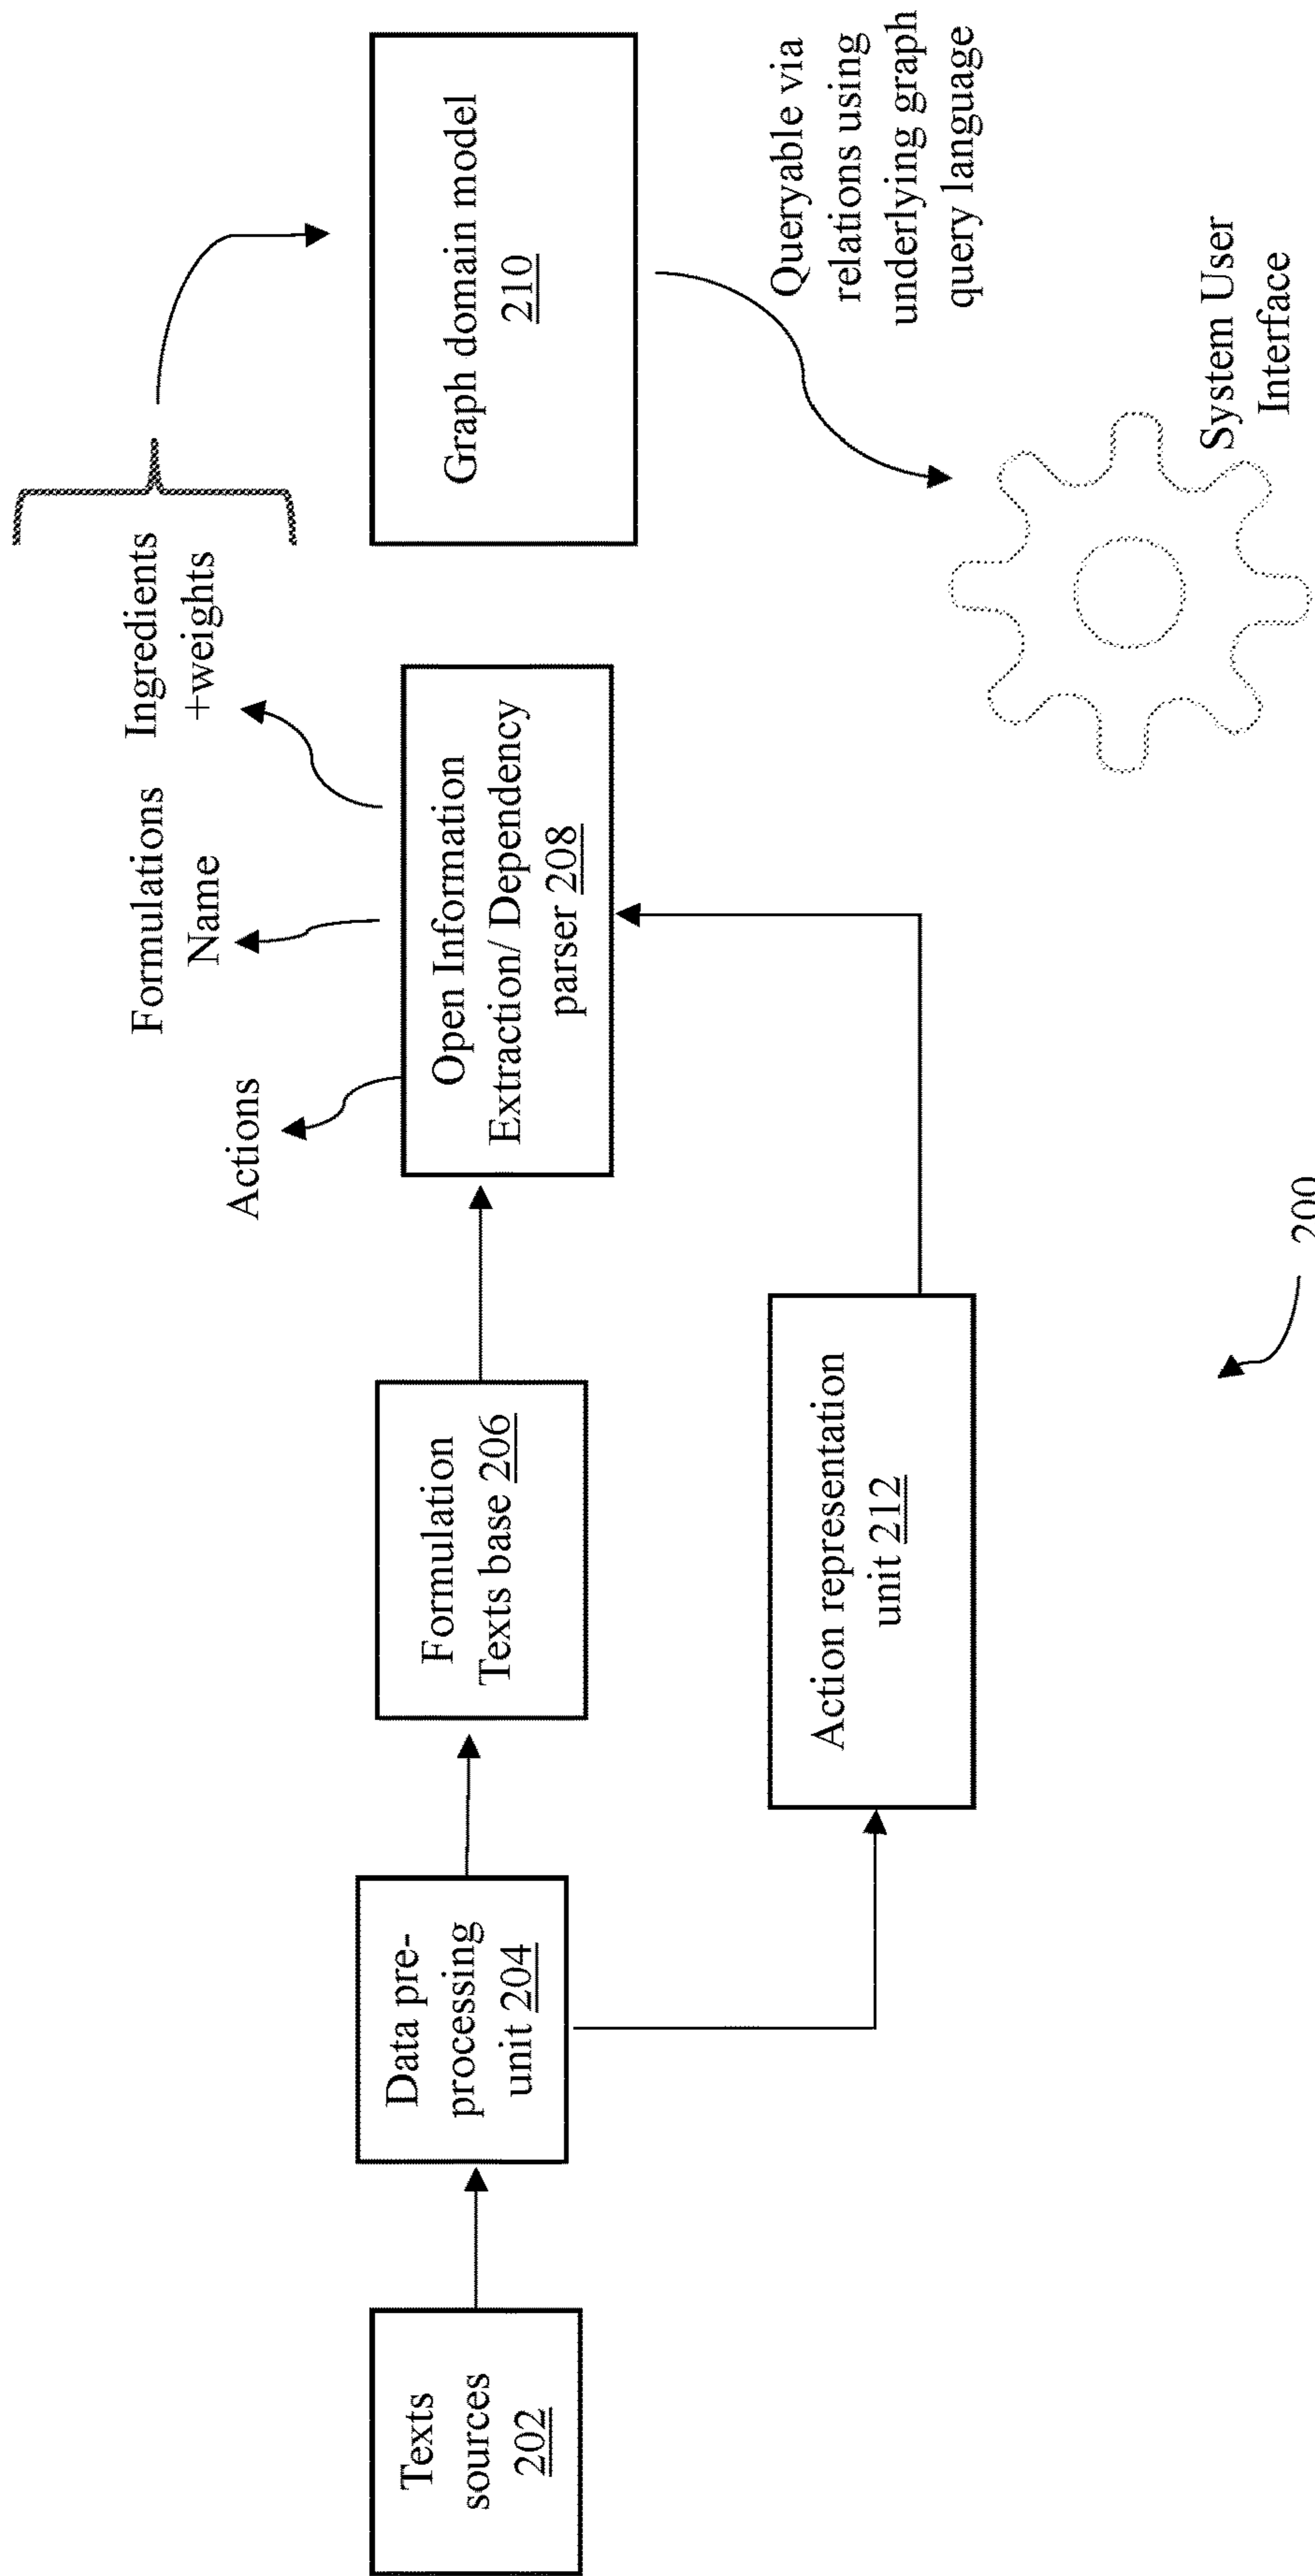 Texts
sources
202
Data pre-
processing
unit 204
Formulation
Texts base 206
Action representation
unit 212
Open Information
Extraction/ Dependency
parser 208
Actions
Formulations
Name
Ingredients
+weights
Graph domain model
210
Queryable via
relations using
underlying graph
query language
System User
Interface
200